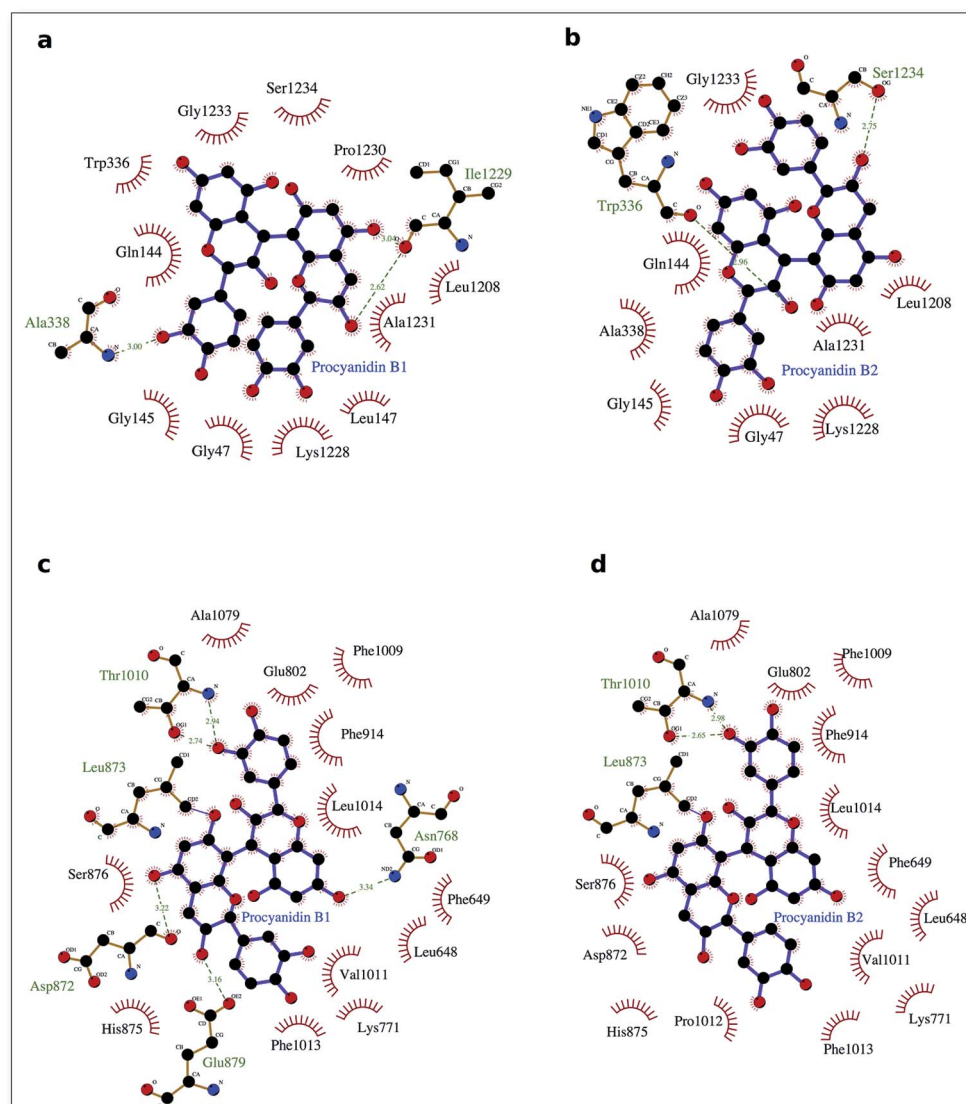 a
Ser1234
Gly1233
Trp336
Pro1230
CD1
CG1
Ile1229
CB
CG2
C
CA
O
N
3.04
Gln144
2.62
Leu1208
Ala1231
Ala338
C
O
CA
CB
N
3.00
Procyanidin B1
Gly145
Leu147
Gly47
Lys1228
b
CZ2
CH2
Gly1233
O
CB
Ser1234
OG
C
CA
N
NE1
CE2
CZ3
CD2
CE3
CD1
CG
2.75
CB
CA
N
Trp336
C
O
Gln144
2.96
Leu1208
Ala338
Ala1231
Procyanidin B2
Gly145
Gly47
Lys1228
c
Ala1079
O
C
Phe1009
Thr1010
CA
N
Glu802
CG2
CB
OG1
2.94
2.74
Phe914
CD1
Leu873
CG
CB
CD2
Leu1014
N
O
CA
C
N
CA
C
O
CB
Asn768
CG
OD1
ND2
Ser876
3.34
3.22
Phe649
Procyanidin B1
OD1
CB
C
O
CG
CA
OD2
N
Leu648
Asp872
3.16
Val1011
His875
OE1
OE2
CD
Lys771
Phe1013
CG
CB
Glu879
O
CA
C
N
d
Ala1079
O
C
Phe1009
Thr1010
CA
N
Glu802
CG2
CB
OG1
2.98
2.65
Phe914
CD1
Leu873
CG
CB
CD2
Leu1014
O
CA
C
N
Phe649
Ser876
Procyanidin B2
Leu648
Asp872
Val1011
His875
Pro1012
Lys771
Phe1013